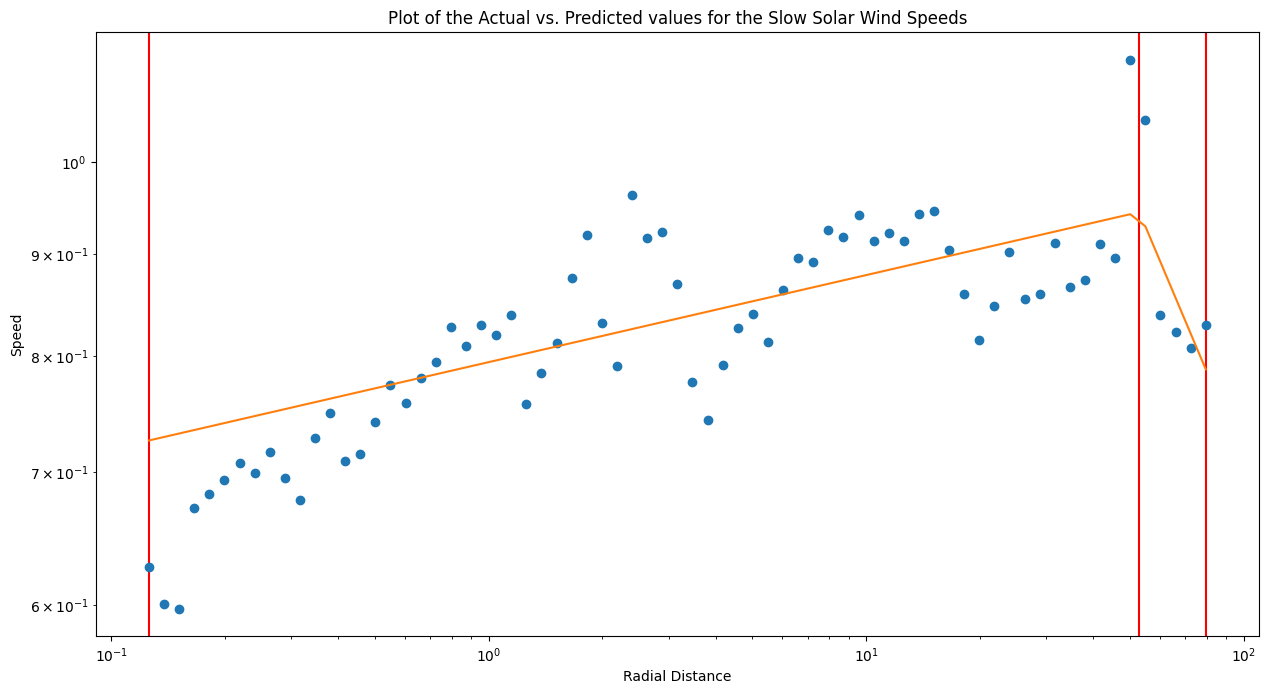 Plot of the Actual vs. Predicted values for the Slow Solar Wind Speeds
10⁰
9 × 10⁻¹
8 × 10⁻¹
7 × 10⁻¹
6 × 10⁻¹
Speed
10⁻¹ 10⁰ 10¹ 10²
Radial Distance